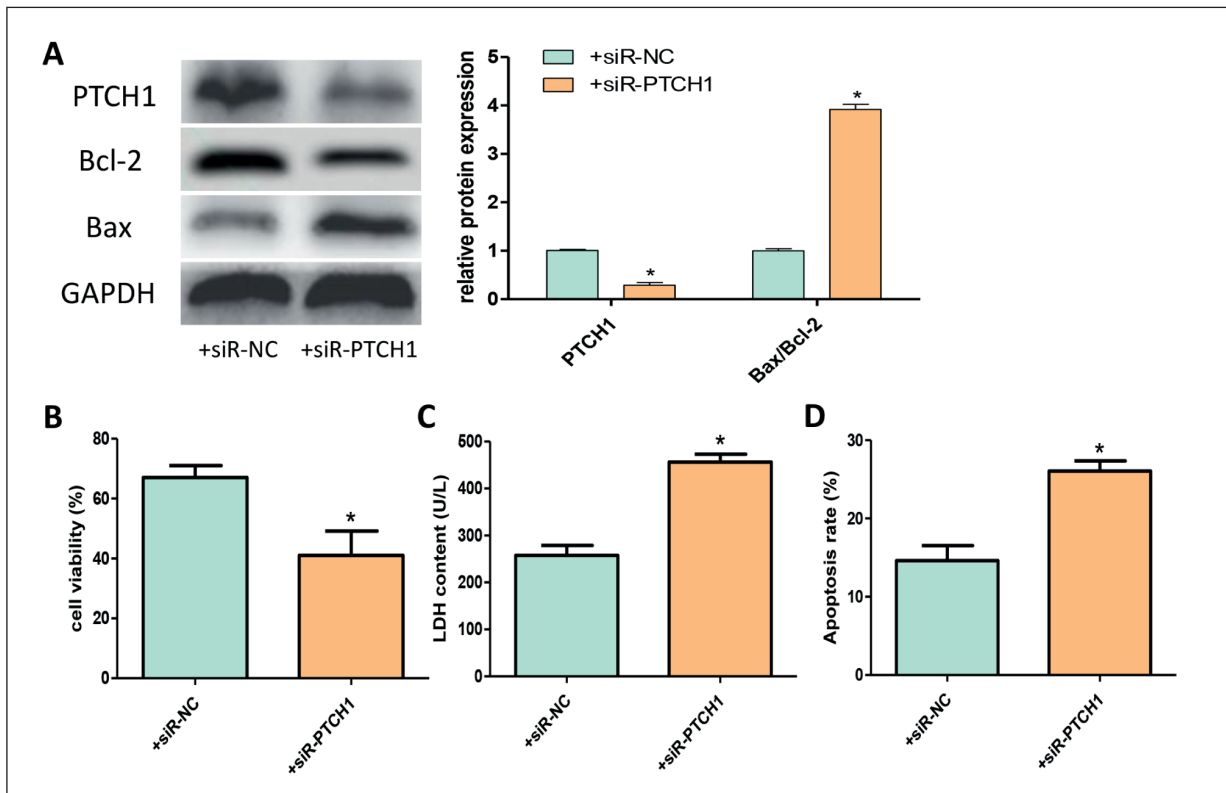 A
PTCH1
Bcl-2
Bax
GAPDH
+siR-NC +siR-PTCH1
+siR-NC
+siR-PTCH1
relative protein expression
5
4
3
2
1
0
*
*
PTCH1
Bax/Bcl-2
B
cell viability (%)
80
60
40
20
0
*
+siR-NC
+siR-PTCH1
C
LDH content (U/L)
500
400
300
200
100
0
*
+siR-NC
+siR-PTCH1
D
Apoptosis rate (%)
30
20
10
0
*
+siR-NC
+siR-PTCH1